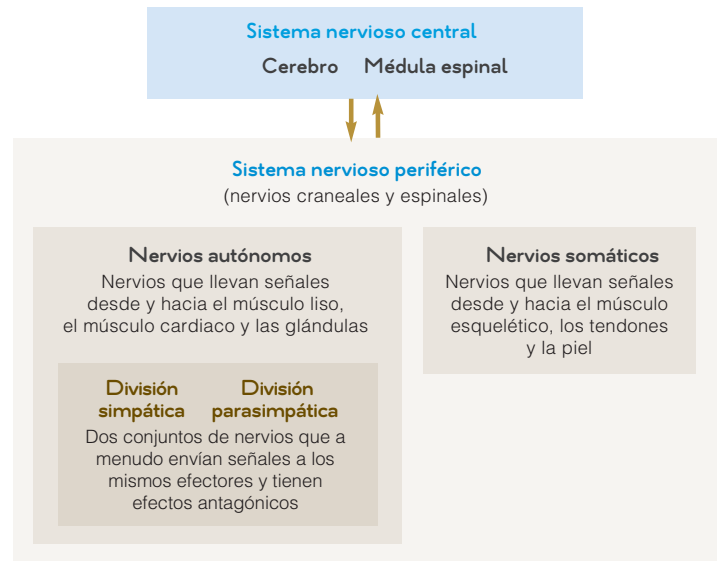 Sistema nervioso central
Cerebro Médula espinal
Sistema nervioso periférico
(nervios craneales y espinales)
Nervios autónomos
Nervios que llevan señales
desde y hacia el músculo liso,
el músculo cardiaco y las glándulas
División
simpática
División
parasimpática
Dos conjuntos de nervios que a
menudo envían señales a los
mismos efectores y tienen
efectos antagónicos
Nervios somáticos
Nervios que llevan señales
desde y hacia el músculo
esquelético, los tendones
y la piel